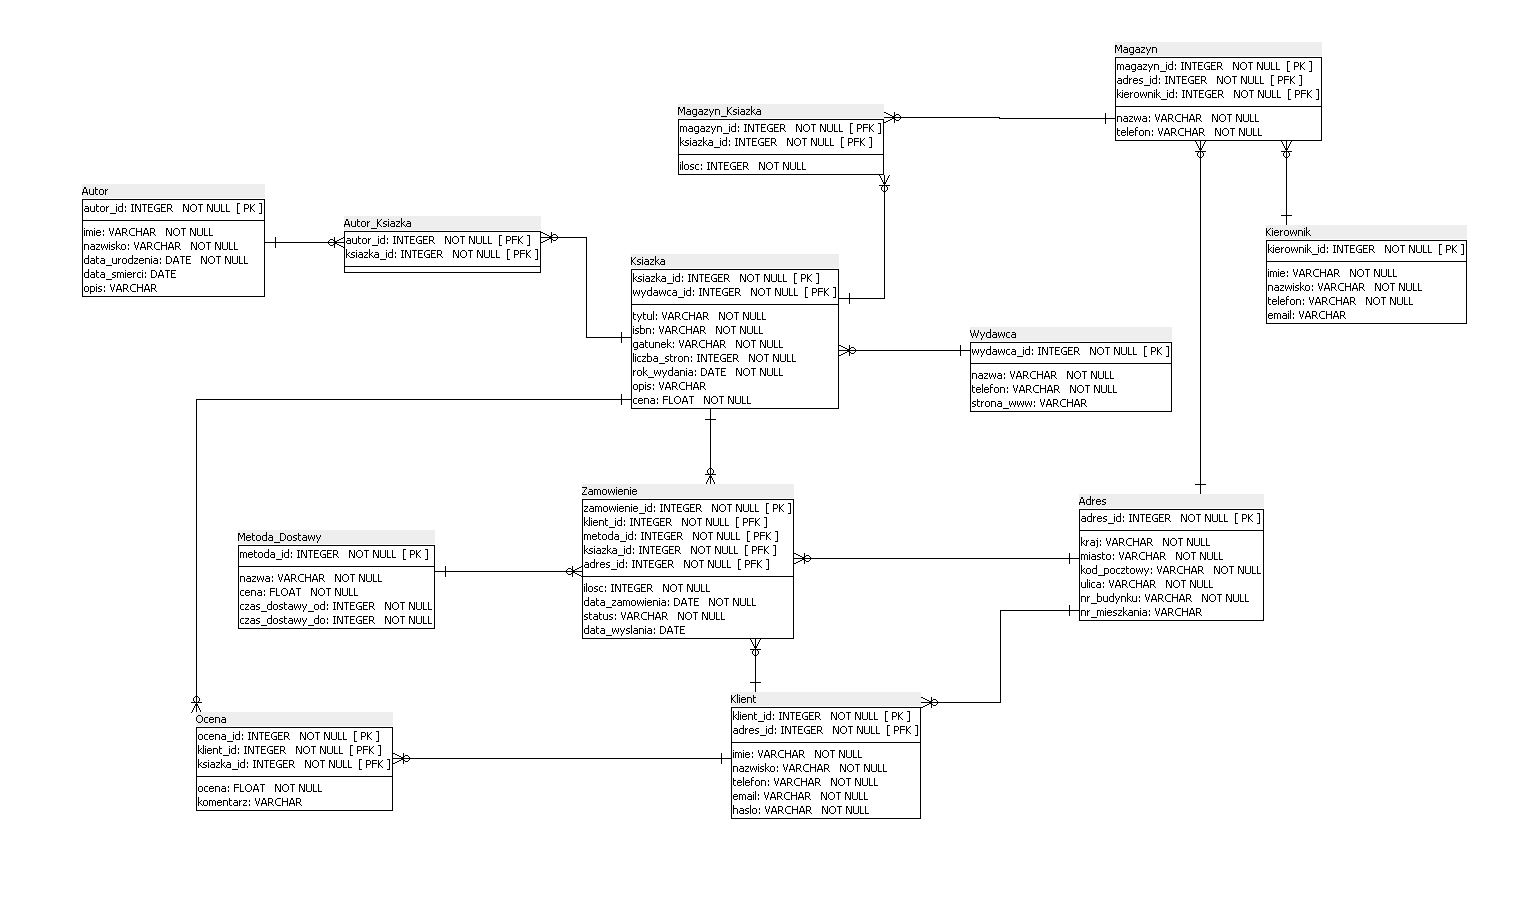 Magazyn
magazyn_id: INTEGER NOT NULL [ PK ]
adres_id: INTEGER NOT NULL [ PFK ]
kierownik_id: INTEGER NOT NULL [ PFK ]
nazwa: VARCHAR NOT NULL
telefon: VARCHAR NOT NULL
Magazyn_Ksiazka
magazyn_id: INTEGER NOT NULL [ PFK ]
ksiazka_id: INTEGER NOT NULL [ PFK ]
ilosc: INTEGER NOT NULL
Autor
autor_id: INTEGER NOT NULL [ PK ]
imie: VARCHAR NOT NULL
nazwisko: VARCHAR NOT NULL
data_urodzenia: DATE NOT NULL
data_smierci: DATE
opis: VARCHAR
Autor_Ksiazka
autor_id: INTEGER NOT NULL [ PFK ]
ksiazka_id: INTEGER NOT NULL [ PFK ]
Kierownik
kierownik_id: INTEGER NOT NULL [ PK ]
imie: VARCHAR NOT NULL
nazwisko: VARCHAR NOT NULL
telefon: VARCHAR NOT NULL
email: VARCHAR
Ksiazka
ksiazka_id: INTEGER NOT NULL [ PK ]
wydawca_id: INTEGER NOT NULL [ PFK ]
tytul: VARCHAR NOT NULL
isbn: VARCHAR NOT NULL
gatunek: VARCHAR NOT NULL
liczba_stron: INTEGER NOT NULL
rok_wydania: DATE NOT NULL
opis: VARCHAR
cena: FLOAT NOT NULL
Wydawca
wydawca_id: INTEGER NOT NULL [ PK ]
nazwa: VARCHAR NOT NULL
telefon: VARCHAR NOT NULL
strona_www: VARCHAR
Zamowienie
zamowienie_id: INTEGER NOT NULL [ PK ]
klient_id: INTEGER NOT NULL [ PFK ]
metoda_id: INTEGER NOT NULL [ PFK ]
ksiazka_id: INTEGER NOT NULL [ PFK ]
adres_id: INTEGER NOT NULL [ PFK ]
ilosc: INTEGER NOT NULL
data_zamowienia: DATE NOT NULL
status: VARCHAR NOT NULL
data_wyslania: DATE
Adres
adres_id: INTEGER NOT NULL [ PK ]
kraj: VARCHAR NOT NULL
miasto: VARCHAR NOT NULL
kod_pocztowy: VARCHAR NOT NULL
ulica: VARCHAR NOT NULL
nr_budynku: VARCHAR NOT NULL
nr_mieszkania: VARCHAR
Metoda_Dostawy
metoda_id: INTEGER NOT NULL [ PK ]
nazwa: VARCHAR NOT NULL
cena: FLOAT NOT NULL
czas_dostawy_od: INTEGER NOT NULL
czas_dostawy_do: INTEGER NOT NULL
Klient
klient_id: INTEGER NOT NULL [ PK ]
adres_id: INTEGER NOT NULL [ PFK ]
imie: VARCHAR NOT NULL
nazwisko: VARCHAR NOT NULL
telefon: VARCHAR NOT NULL
email: VARCHAR NOT NULL
haslo: VARCHAR NOT NULL
Ocena
ocena_id: INTEGER NOT NULL [ PK ]
klient_id: INTEGER NOT NULL [ PFK ]
ksiazka_id: INTEGER NOT NULL [ PFK ]
ocena: FLOAT NOT NULL
komentarz: VARCHAR